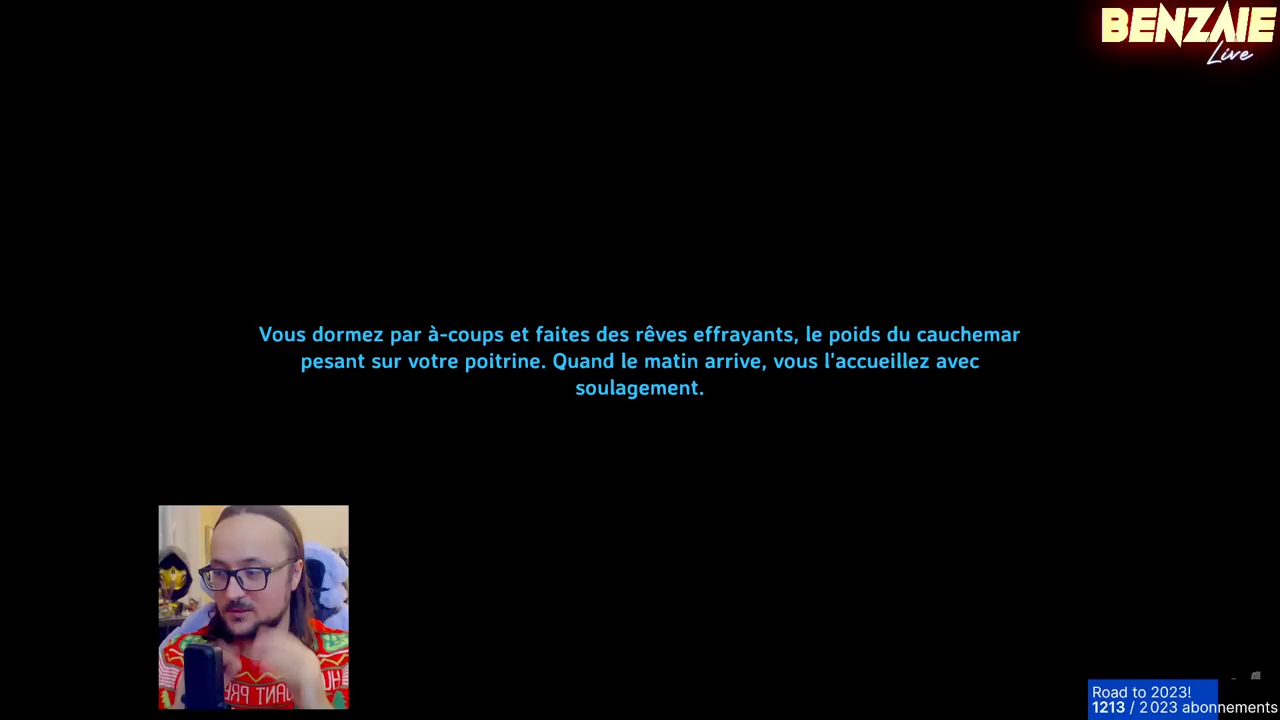 BENZAIE
Live
Vous dormez par à-coups et faites des rêves effrayants, le poids du cauchemar
pesant sur votre poitrine. Quand le matin arrive, vous l'accueillez avec
soulagement.
Road to 2023!
1213 / 2023 abonnements